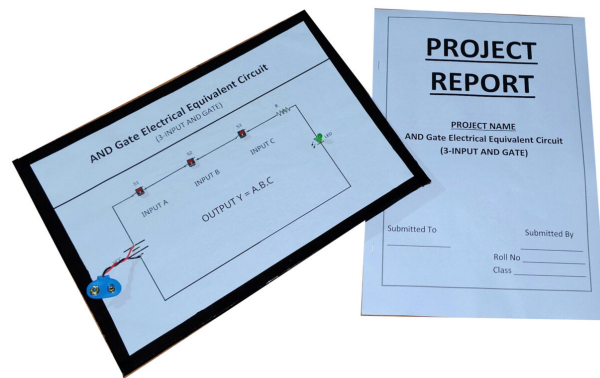 AND Gate Electrical Equivalent Circuit
(3-INPUT AND GATE)
S1
S2
S3
R
LED
INPUT A
INPUT B
INPUT C
OUTPUT Y = A.B.C
PROJECT
REPORT
PROJECT NAME
AND Gate Electrical Equivalent Circuit
(3-INPUT AND GATE)
Submitted To
Submitted By
Roll No
Class